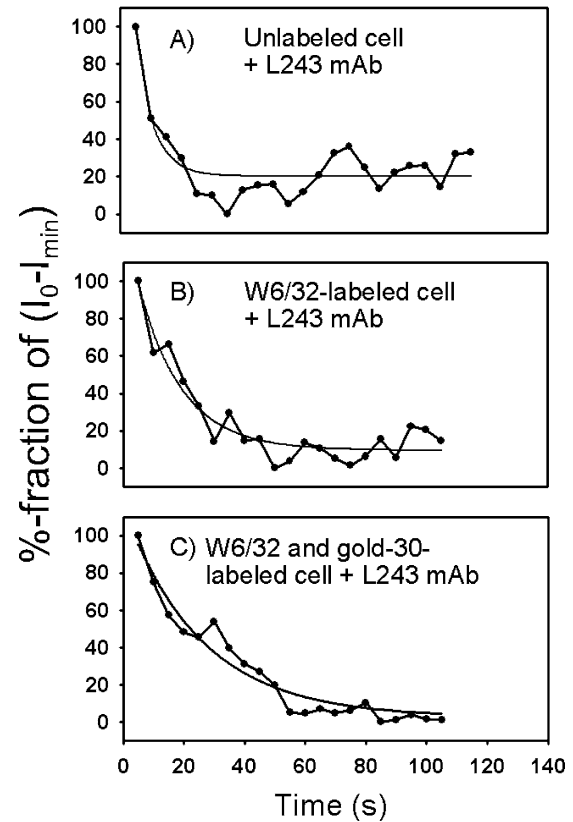 %-fraction of (I0-Imin)
100
80
60
40
20
0
A) Unlabeled cell
+ L243 mAb
100
80
60
40
20
0
B) W6/32-labeled cell
+ L243 mAb
100
80
60
40
20
0
C) W6/32 and gold-30-
labeled cell + L243 mAb
0 20 40 60 80 100 120 140
Time (s)